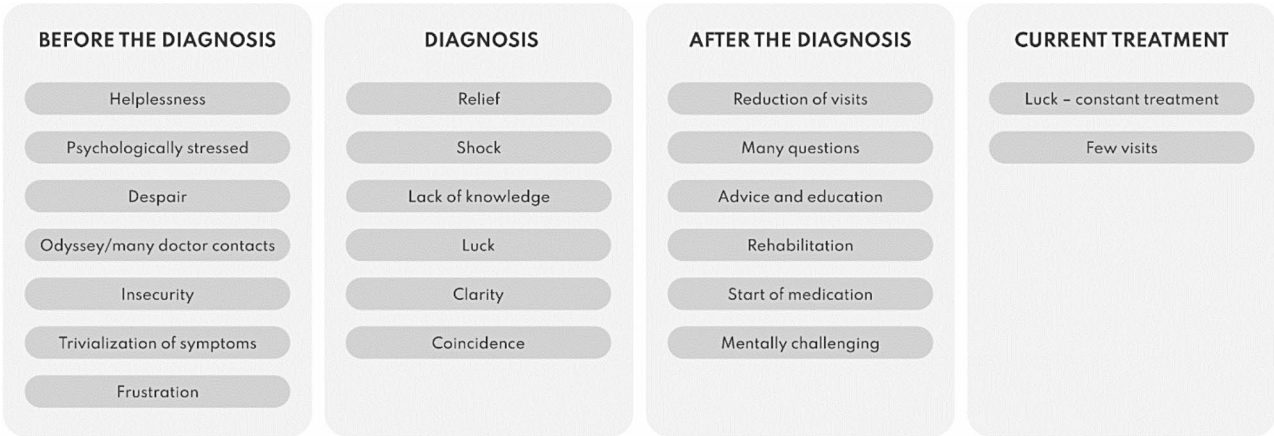 BEFORE THE DIAGNOSIS
Helplessness
Psychologically stressed
Despair
Odyssey/many doctor contacts
Insecurity
Trivialization of symptoms
Frustration
DIAGNOSIS
Relief
Shock
Lack of knowledge
Luck
Clarity
Coincidence
AFTER THE DIAGNOSIS
Reduction of visits
Many questions
Advice and education
Rehabilitation
Start of medication
Mentally challenging
CURRENT TREATMENT
Luck – constant treatment
Few visits